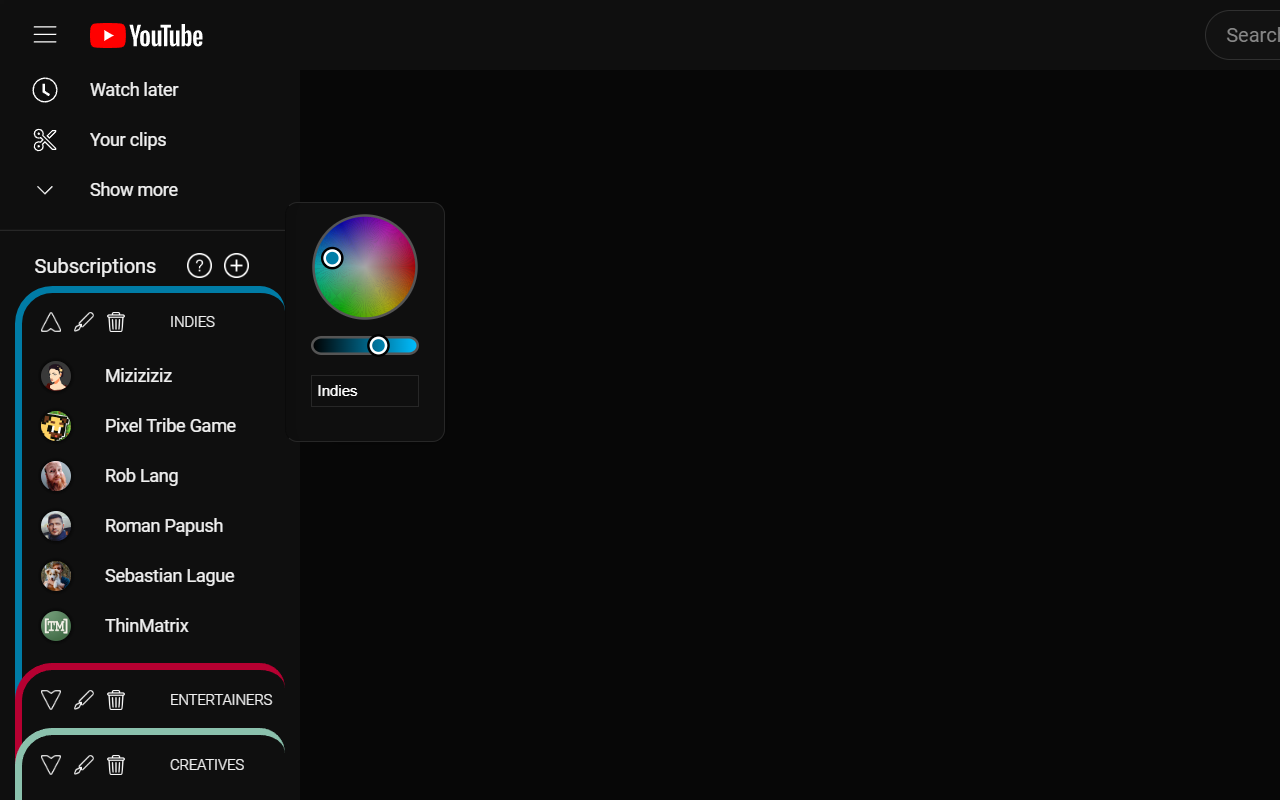 YouTube
Search
Watch later
Your clips
Show more
Subscriptions
?
INDIES
Miziziziz
Pixel Tribe Game
Rob Lang
Roman Papush
Sebastian Lague
[TM]
ThinMatrix
ENTERTAINERS
CREATIVES
Indies